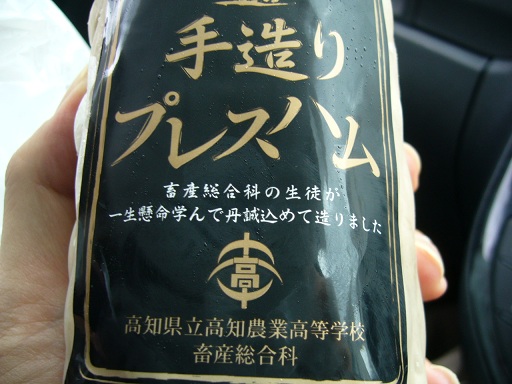 手造り
プレスハム
畜産総合科の生徒が
一生懸命学んで丹誠込めて造りました
高
高知県立高知農業高等学校
畜産総合科